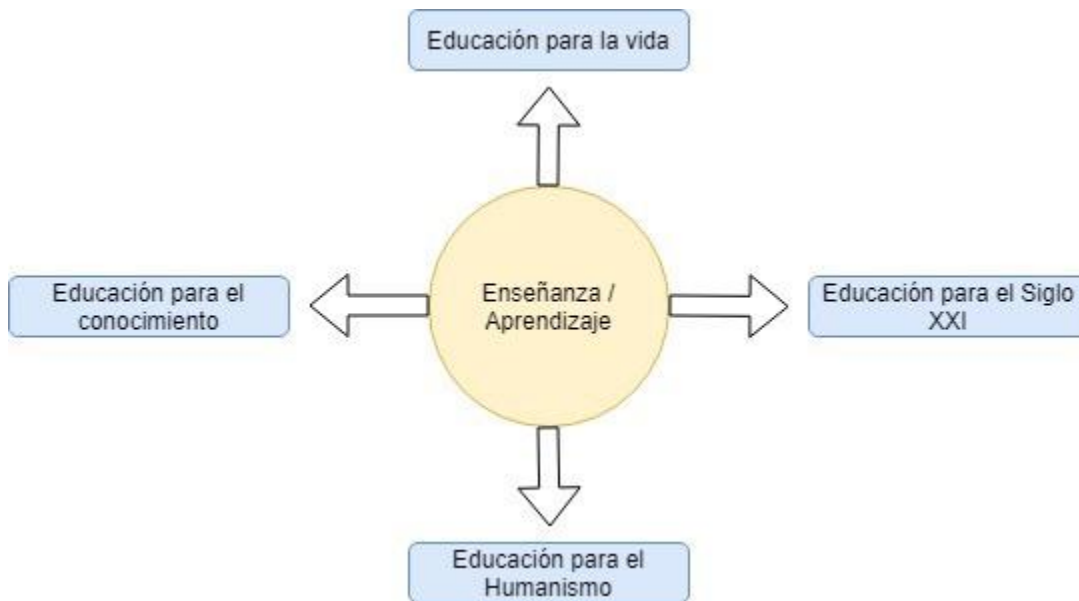 Educación para la vida
Educación para el
conocimiento
Enseñanza /
Aprendizaje
Educación para el Siglo
XXI
Educación para el
Humanismo